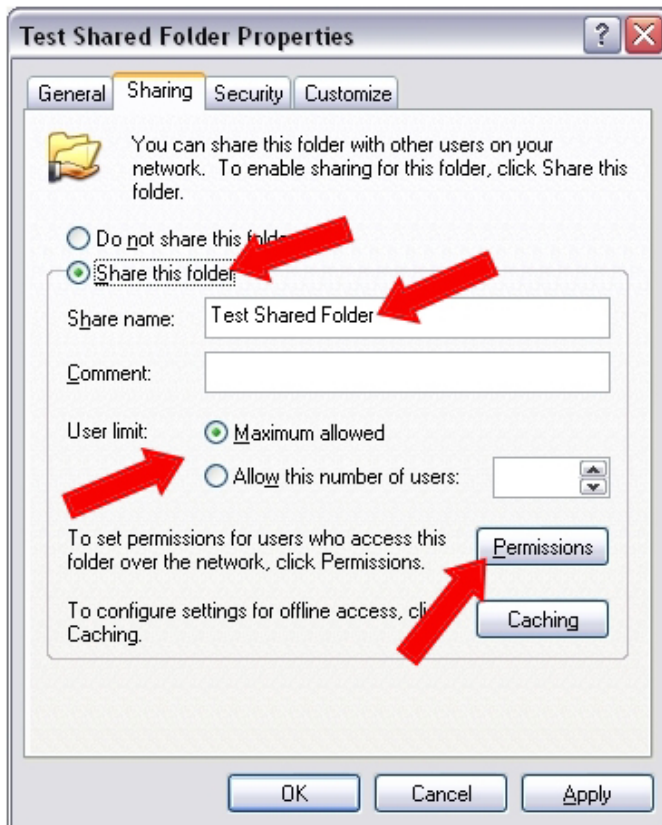 Test Shared Folder Properties
General Sharing Security Customize
You can share this folder with other users on your
network. To enable sharing for this folder, click Share this
folder.
Do not share this
Share this folder
Share name: Test Shared Folder
Comment:
User limit: Maximum allowed
Allow this number of users:
To set permissions for users who access this
folder over the network, click Permissions.
Permissions
To configure settings for offline access,
Caching.
Caching
OK Cancel Apply